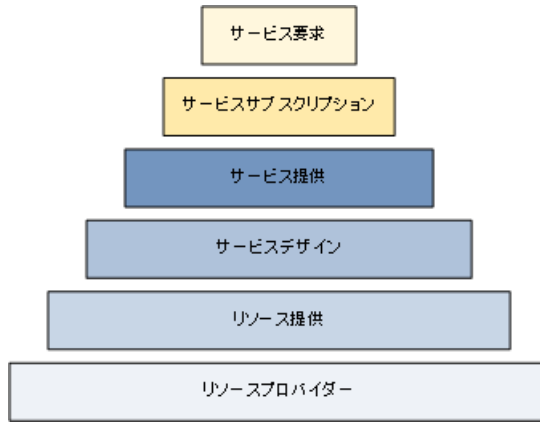 サービス要求
サービスサブスクリプション
サービス提供
サービスデザイン
リソース提供
リソースプロバイダー